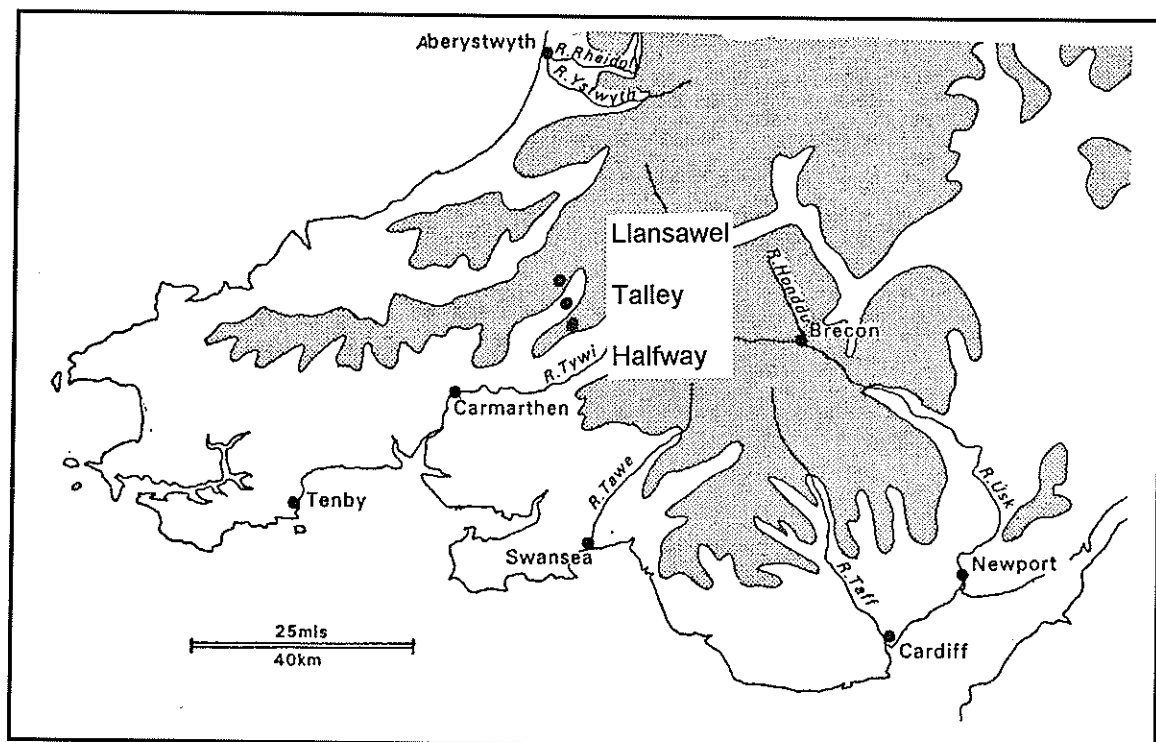 Aberystwyth
R.Rheidol
R.Ystwyth
Llansawel
R.Honddu
Talley
Brecon
Halfway
R.Tywi
Carmarthen
R.Usk
R.Tawe
Tenby
Swansea
Newport
R.Taff
25mls
40km
Cardiff